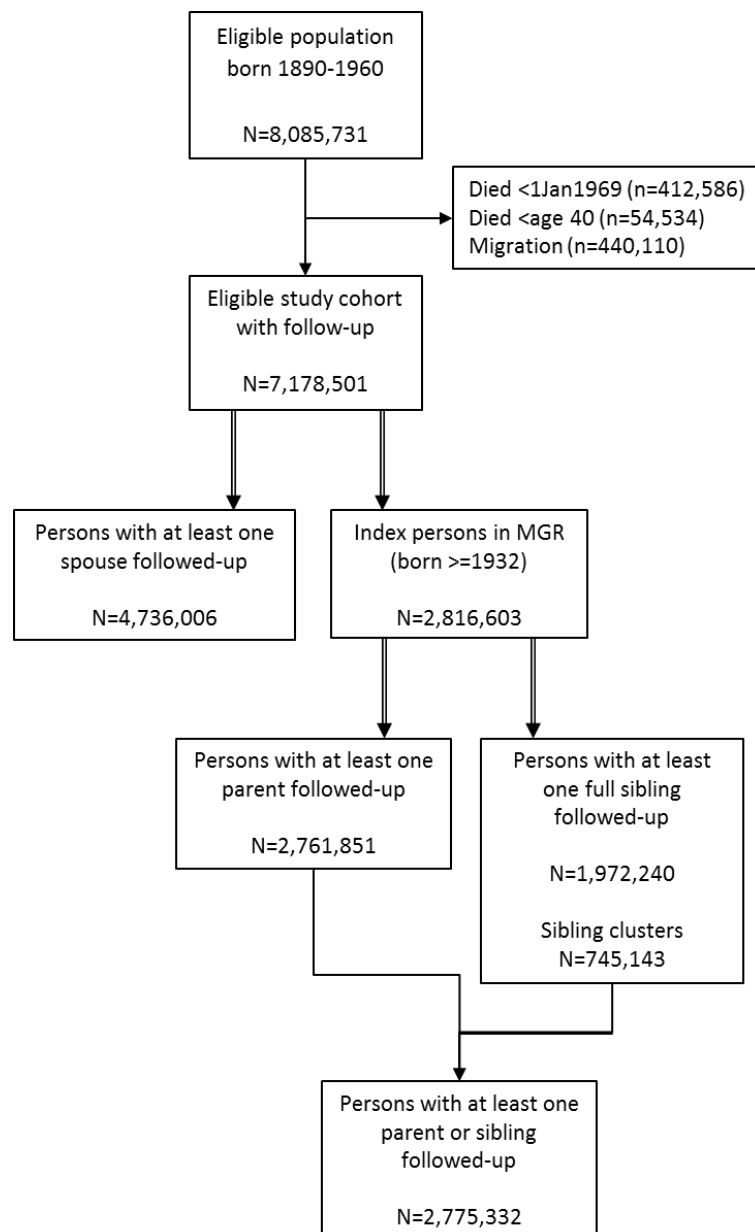 Eligible population
born 1890-1960
N=8,085,731
Died <1Jan1969 (n=412,586)
Died <age 40 (n=54,534)
Migration (n=440,110)
Eligible study cohort
with follow-up
N=7,178,501
Persons with at least one
spouse followed-up
N=4,736,006
Index persons in MGR
(born >=1932)
N=2,816,603
Persons with at least one
parent followed-up
N=2,761,851
Persons with at least
one full sibling
followed-up
N=1,972,240
Sibling clusters
N=745,143
Persons with at least one
parent or sibling
followed-up
N=2,775,332